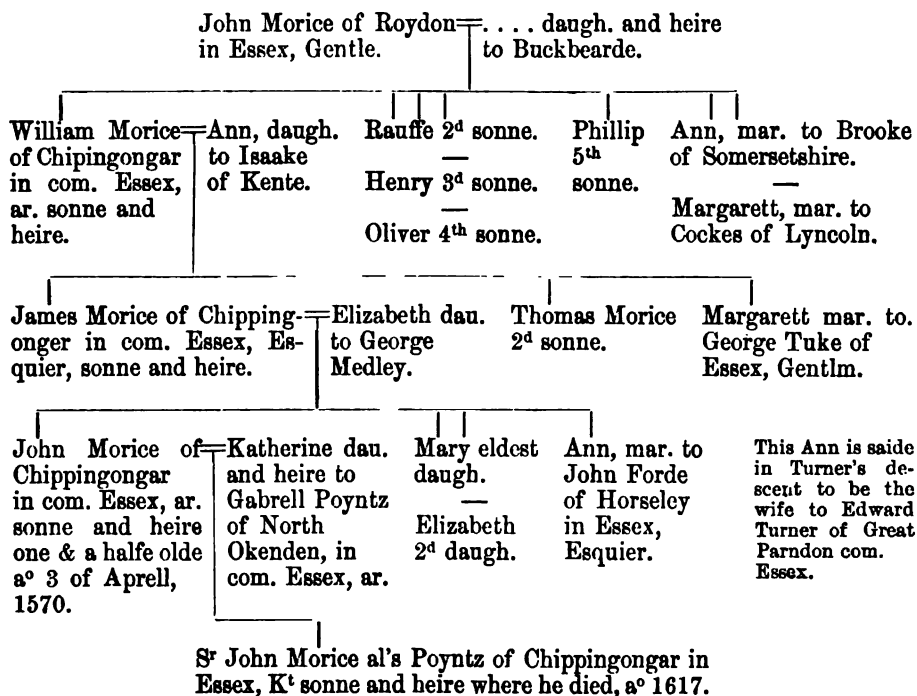 John Morice of Roydon=. . . . daugh. and heire
in Essex, Gentle. to Buckbearde.
William Morice=Ann, daugh.
of Chipingongar to Isaake
in com. Essex, of Kente.
ar. sonne and
heire.
Rauffe 2d sonne.
—
Henry 3d sonne.
—
Oliver 4th sonne.
Phillip
5th
sonne.
Ann, mar. to Brooke
of Somersetshire.
—
Margarett, mar. to
Cockes of Lyncoln.
James Morice of Chipping-=Elizabeth dau.
onger in com. Essex, Es- to George
quier, sonne and heire. Medley.
Thomas Morice
2d sonne.
Margarett mar. to.
George Tuke of
Essex, Gentlm.
John Morice of=Katherine dau.
Chippingongar and heire to
in com. Essex, ar. Gabrell Poyntz
sonne and heire of North
one & a halfe olde Okenden, in
ao 3 of Aprell, com. Essex, ar.
1570.
Mary eldest
daugh.
—
Elizabeth
2d daugh.
Ann, mar. to
John Forde
of Horseley
in Essex,
Esquier.
This Ann is saide
in Turner's de-
scent to be the
wife to Edward
Turner of Great
Parndon com.
Essex.
Sr John Morice al's Poyntz of Chippingongar in
Essex, Kt sonne and heire where he died, ao 1617.